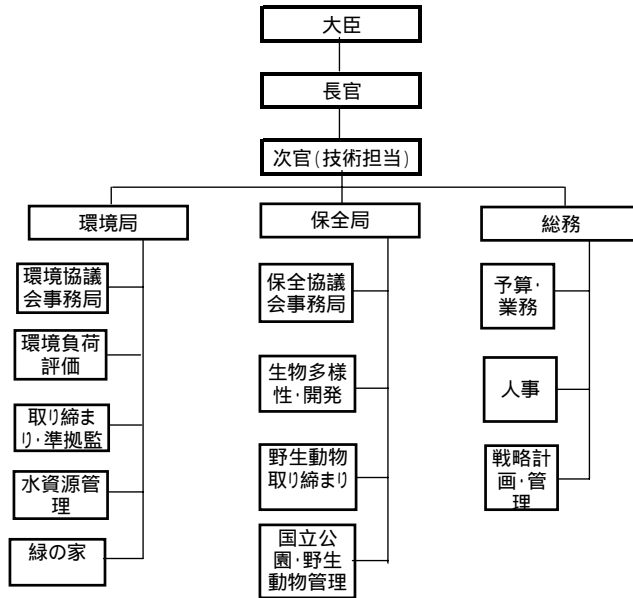 大臣
長官
次官(技術担当)
環境局
保全局
総務
環境協議
会事務局
環境負荷
評価
取り締ま
り・準拠監
水資源管
理
緑の家
保全協議
会事務局
生物多様
性・開発
野生動物
取り締まり
国立公
園・野生
動物管理
予算・
業務
人事
戦略計
画・管
理